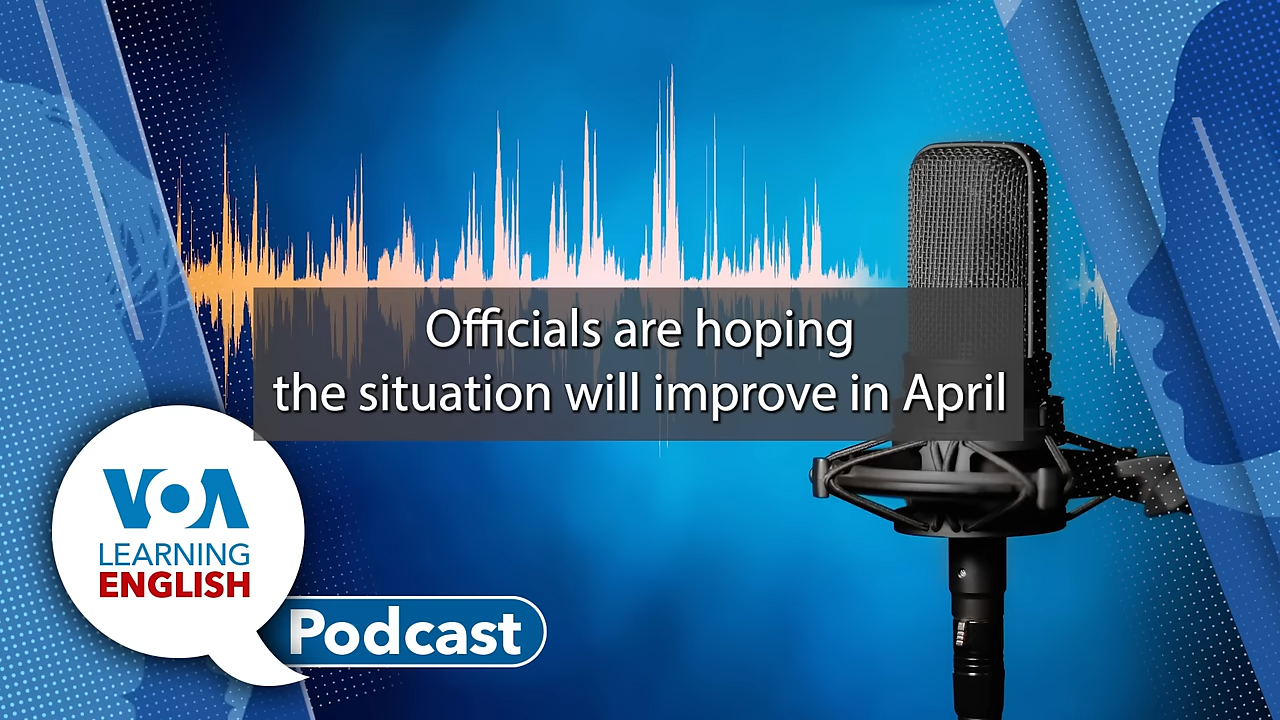 Officials are hoping
the situation will improve in April
VOA
LEARNING
ENGLISH
Podcast